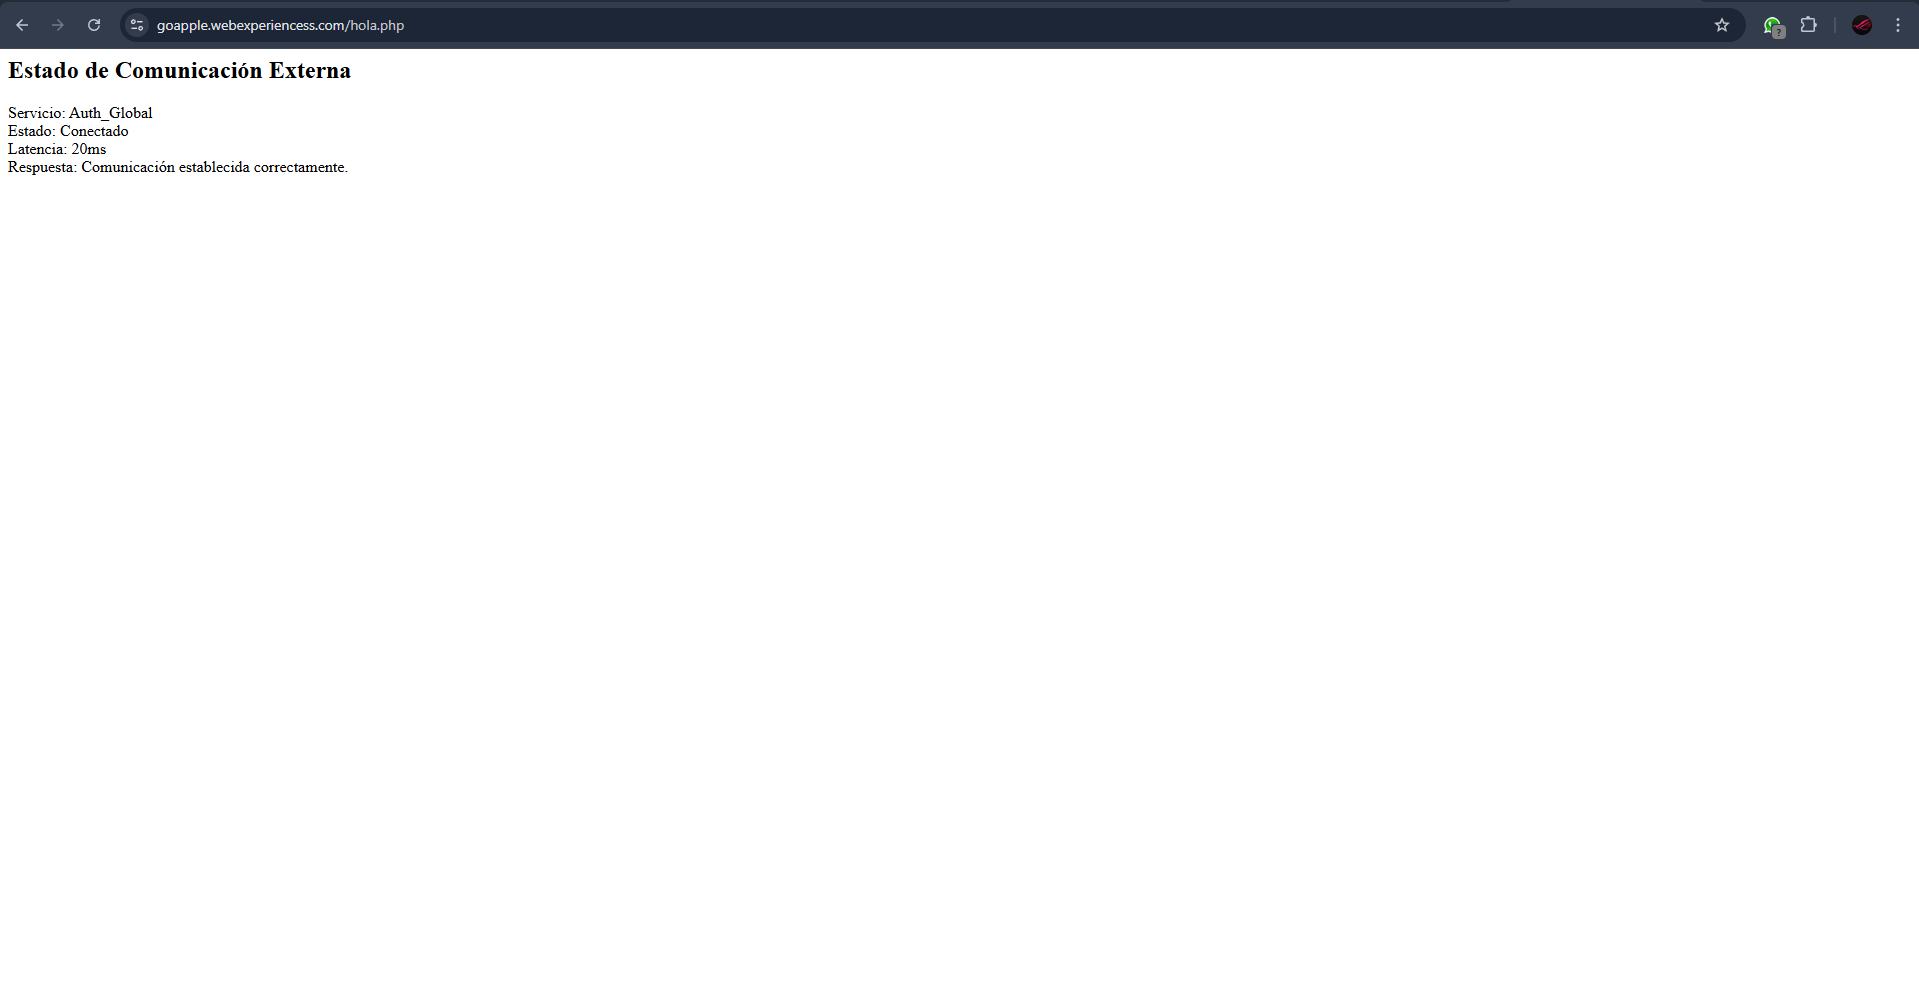 goapple.webexperiencess.com/hola.php
Estado de Comunicación Externa
Servicio: Auth_Global
Estado: Conectado
Latencia: 20ms
Respuesta: Comunicación establecida correctamente.